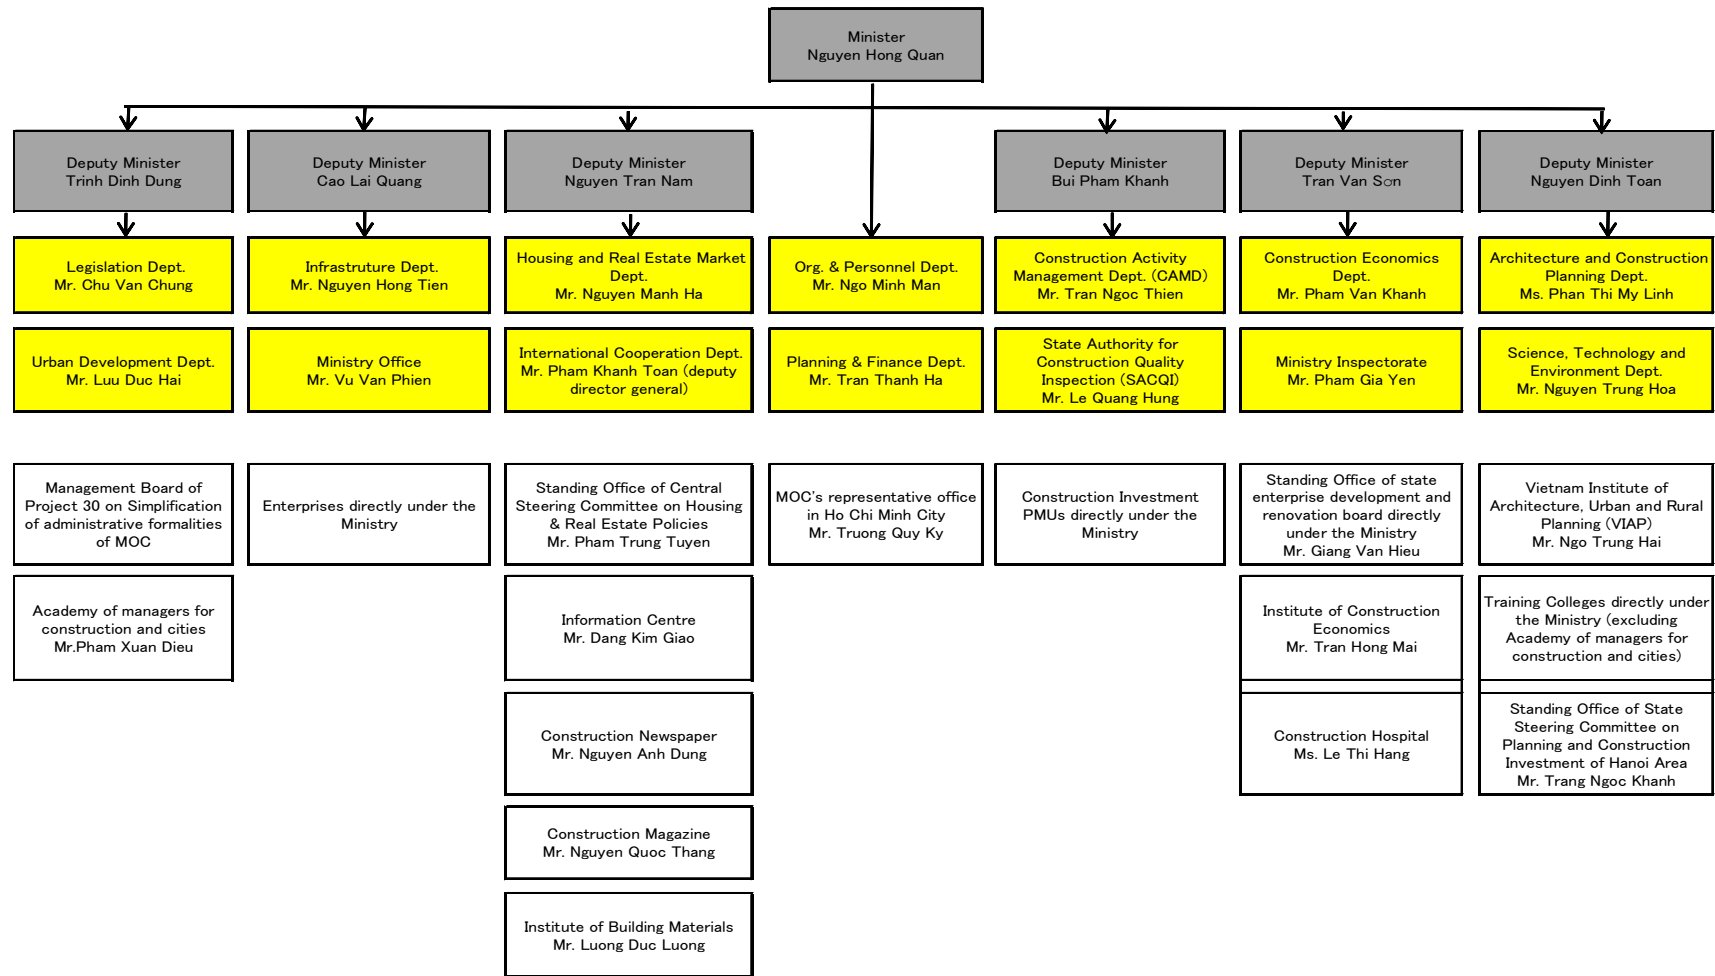 Minister
Nguyen Hong Quan
Deputy Minister
Trinh Dinh Dung
Deputy Minister
Cao Lai Quang
Deputy Minister
Nguyen Tran Nam
Deputy Minister
Bui Pham Khanh
Deputy Minister
Tran Van Sơn
Deputy Minister
Nguyen Dinh Toan
Legislation Dept.
Mr. Chu Van Chung
Infrastruture Dept.
Mr. Nguyen Hong Tien
Housing and Real Estate Market
Dept.
Mr. Nguyen Manh Ha
Org. & Personnel Dept.
Mr. Ngo Minh Man
Construction Activity
Management Dept. (CAMD)
Mr. Tran Ngoc Thien
Construction Economics
Dept.
Mr. Pham Van Khanh
Architecture and Construction
Planning Dept.
Ms. Phan Thi My Linh
Urban Development Dept.
Mr. Luu Duc Hai
Ministry Office
Mr. Vu Van Phien
International Cooperation Dept.
Mr. Pham Khanh Toan (deputy
director general)
Planning & Finance Dept.
Mr. Tran Thanh Ha
State Authority for
Construction Quality
Inspection (SACQI)
Mr. Le Quang Hung
Ministry Inspectorate
Mr. Pham Gia Yen
Science, Technology and
Environment Dept.
Mr. Nguyen Trung Hoa
Management Board of
Project 30 on Simplification
of administrative formalities
of MOC
Enterprises directly under the
Ministry
Standing Office of Central
Steering Committee on Housing
& Real Estate Policies
Mr. Pham Trung Tuyen
MOC's representative office
in Ho Chi Minh City
Mr. Truong Quy Ky
Construction Investment
PMUs directly under the
Ministry
Standing Office of state
enterprise development and
renovation board directly
under the Ministry
Mr. Giang Van Hieu
Vietnam Institute of
Architecture, Urban and Rural
Planning (VIAP)
Mr. Ngo Trung Hai
Academy of managers for
construction and cities
Mr.Pham Xuan Dieu
Information Centre
Mr. Dang Kim Giao
Institute of Construction
Economics
Mr. Tran Hong Mai
Training Colleges directly under
the Ministry (excluding
Academy of managers for
construction and cities)
Construction Newspaper
Mr. Nguyen Anh Dung
Construction Hospital
Ms. Le Thi Hang
Standing Office of State
Steering Committee on
Planning and Construction
Investment of Hanoi Area
Mr. Trang Ngoc Khanh
Construction Magazine
Mr. Nguyen Quoc Thang
Institute of Building Materials
Mr. Luong Duc Luong